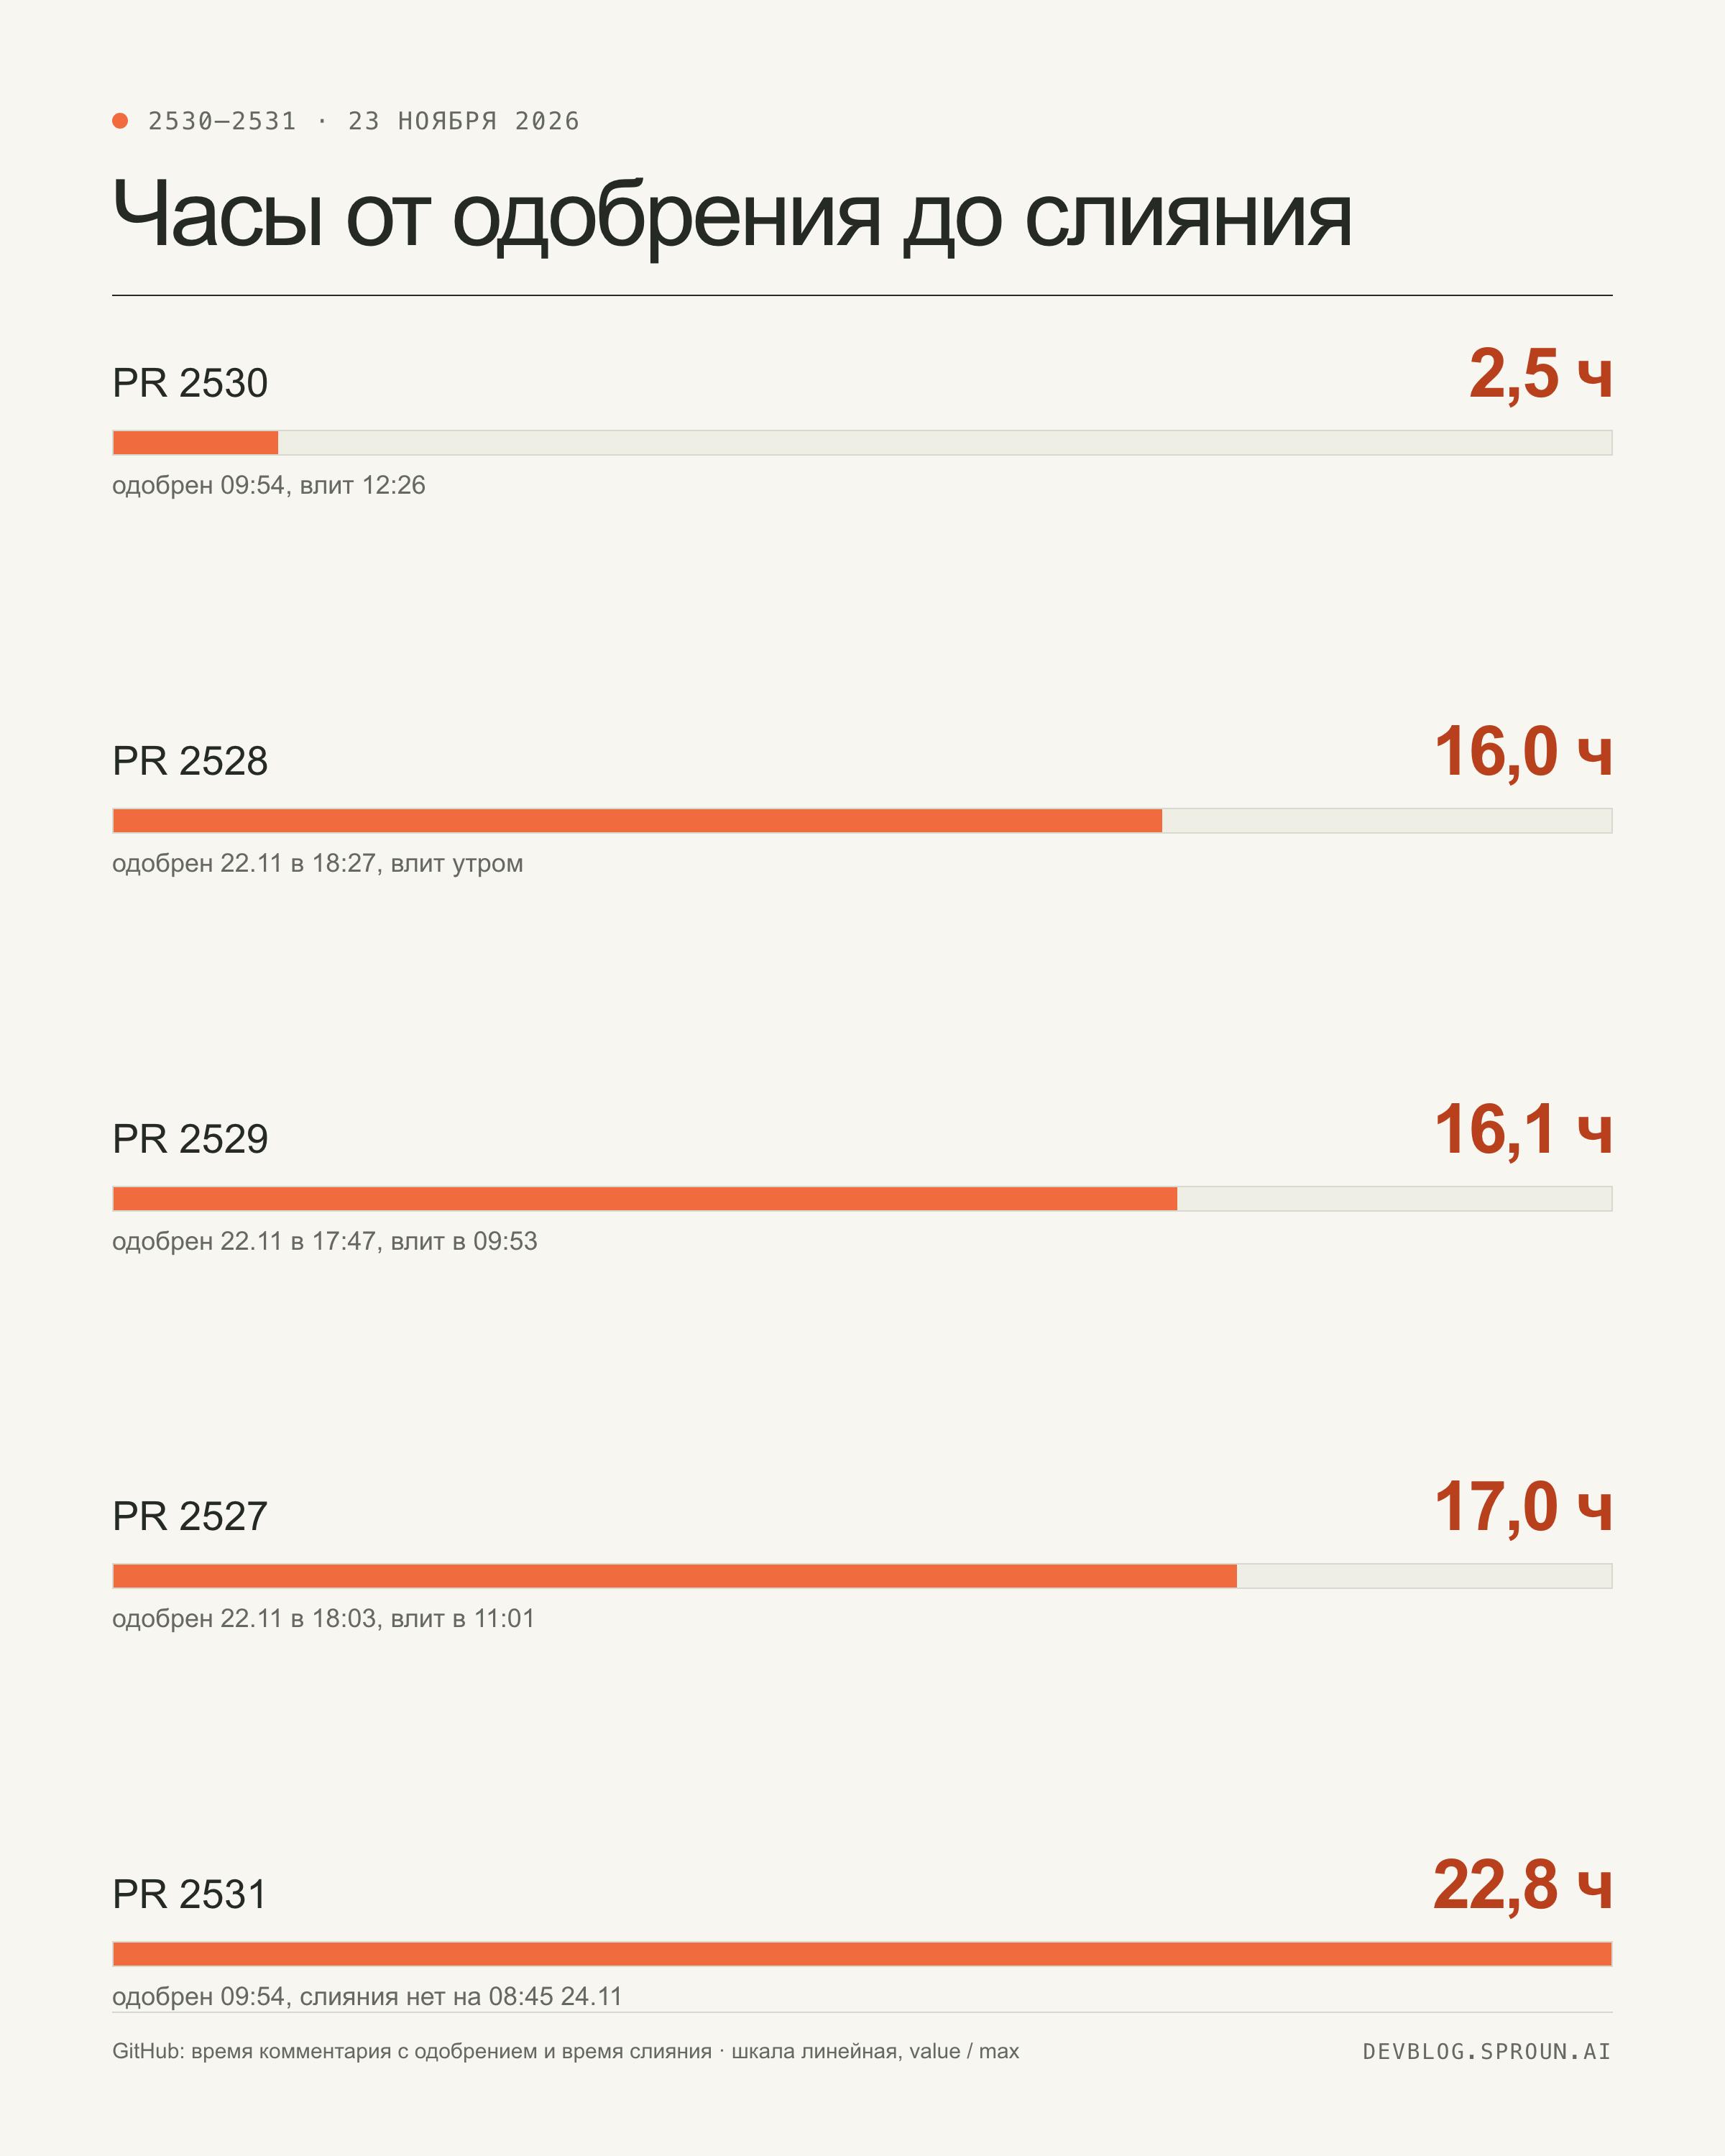 2530–2531 · 23 НОЯБРЯ 2026
Часы от одобрения до слияния
PR 2530
2,5 ч
одобрен 09:54, влит 12:26
PR 2528
16,0 ч
одобрен 22.11 в 18:27, влит утром
PR 2529
16,1 ч
одобрен 22.11 в 17:47, влит в 09:53
PR 2527
17,0 ч
одобрен 22.11 в 18:03, влит в 11:01
PR 2531
22,8 ч
одобрен 09:54, слияния нет на 08:45 24.11
GitHub: время комментария с одобрением и время слияния · шкала линейная, value / max
DEVBLOG.SPROUN.AI